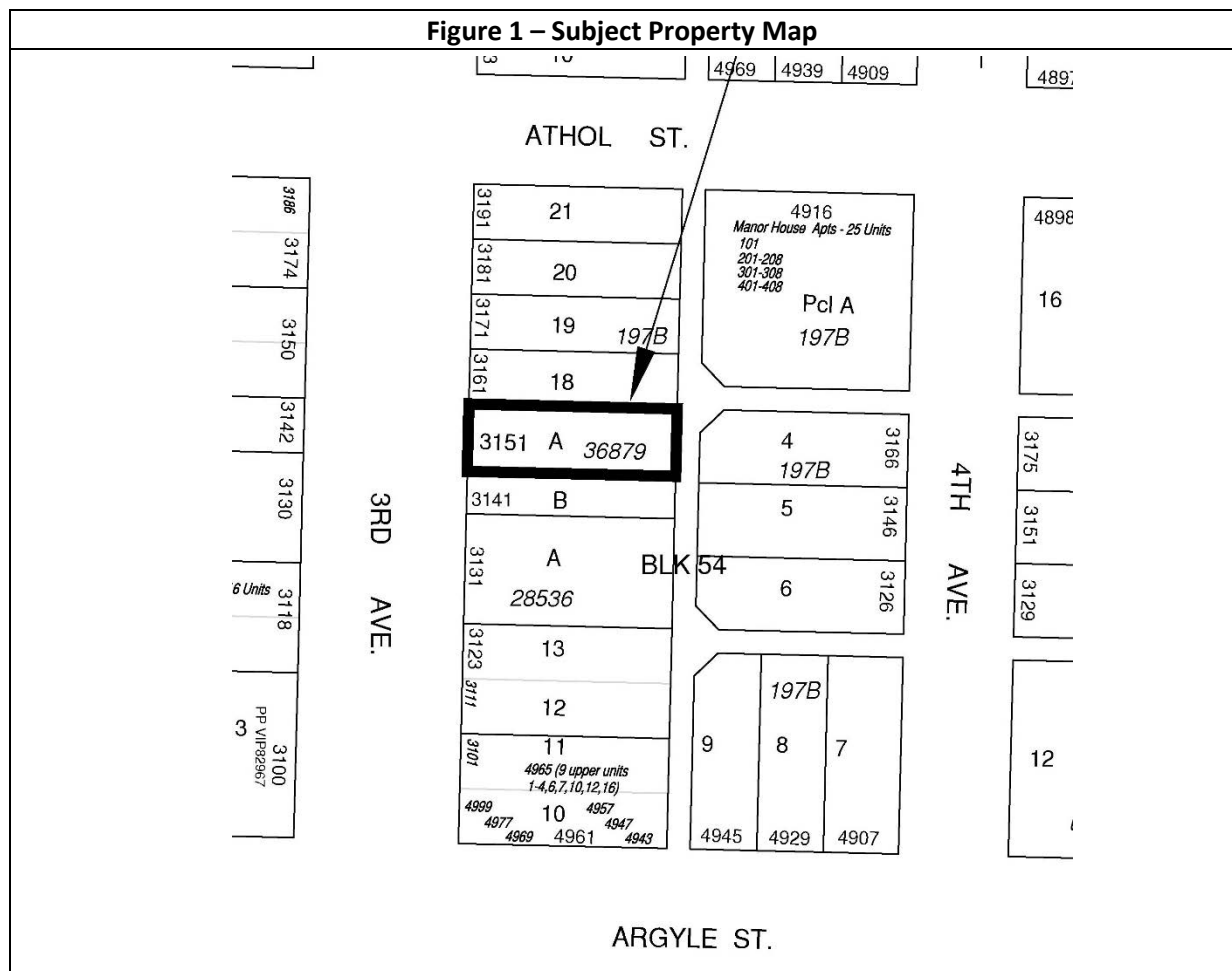 Figure 1 – Subject Property Map
4969 4939 4909
ATHOL ST.
3186
3174
3150
3142
3130
6 Units 3118
3 PP VIP82967 3100
3RD AVE.
3191 21
3181 20
3171 19 197B
3161 18
3151 A 36879
3141 B
3131 A
28536
3123 13
3111 12
3101 11
4965 (9 upper units
1-4,6,7,10,12,16)
4999 10 4957
4977 4947
4969 4961 4943
BLK 54
4916
Manor House Apts - 25 Units
101
201-208
301-308
401-408
Pcl A
197B
4 3166
197B
5 3146
6 3126
197B
9 8 7
4945 4929 4907
4TH AVE.
4898
16
3175
3151
3129
12
ARGYLE ST.